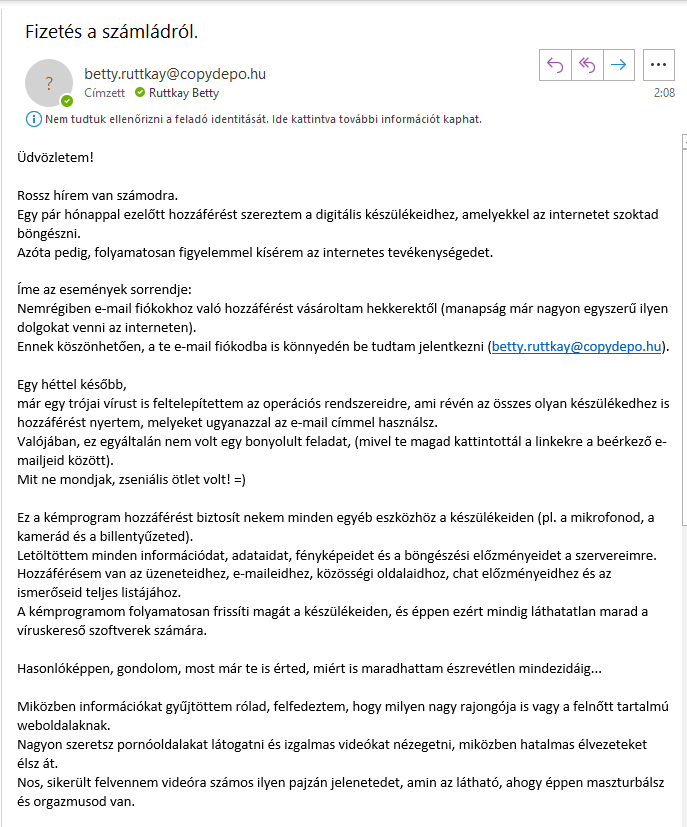 Fizetés a számládról.
?
betty.ruttkay@copydepo.hu
Címzett Ruttkay Betty
2:08
Nem tudtuk ellenőrizni a feladó identitását. Ide kattintva további információt kaphat.
Üdvözletem!
Rossz hírem van számodra.
Egy pár hónappal ezelőtt hozzáférést szereztem a digitális készülékeidhez, amelyekkel az internetet szoktad
böngészni.
Azóta pedig, folyamatosan figyelemmel kísérem az internetes tevékenységedet.
Íme az események sorrendje:
Nemrégiben e-mail fiókokhoz való hozzáférést vásároltam hekkerektől (manapság már nagyon egyszerű ilyen
dolgokat venni az interneten).
Ennek köszönhetően, a te e-mail fiókodba is könnyedén be tudtam jelentkezni (betty.ruttkay@copydepo.hu).
Egy héttel később,
már egy trójai vírust is feltelepítettem az operációs rendszereidre, ami révén az összes olyan készülékedhez is
hozzáférést nyertem, melyeket ugyanazzal az e-mail címmel használsz.
Valójában, ez egyáltalán nem volt egy bonyolult feladat, (mivel te magad kattintottál a linkekre a beérkező e-
mailjeid között).
Mit ne mondjak, zseniális ötlet volt! =)
Ez a kémprogram hozzáférést biztosít nekem minden egyéb eszközhöz a készülékeiden (pl. a mikrofonod, a
kamerád és a billentyűzeted).
Letöltöttem minden információdat, adataidat, fényképeidet és a böngészési előzményeidet a szervereimre.
Hozzáférésem van az üzeneteidhez, e-maileidhez, közösségi oldalaidhoz, chat előzményeidhez és az
ismerőseid teljes listájához.
A kémprogramom folyamatosan frissíti magát a készülékeiden, és éppen ezért mindig láthatatlan marad a
víruskereső szoftverek számára.
Hasonlóképpen, gondolom, most már te is érted, miért is maradhattam észrevétlen mindezidáig...
Miközben információkat gyűjtöttem rólad, felfedeztem, hogy milyen nagy rajongója is vagy a felnőtt tartalmú
weboldalaknak.
Nagyon szeretsz pornóoldalakat látogatni és izgalmas videókat nézegetni, miközben hatalmas élvezeteket
élsz át.
Nos, sikerült felvennem videóra számos ilyen pajzán jelenetedet, amin az látható, ahogy éppen maszturbálsz
és orgazmusod van.